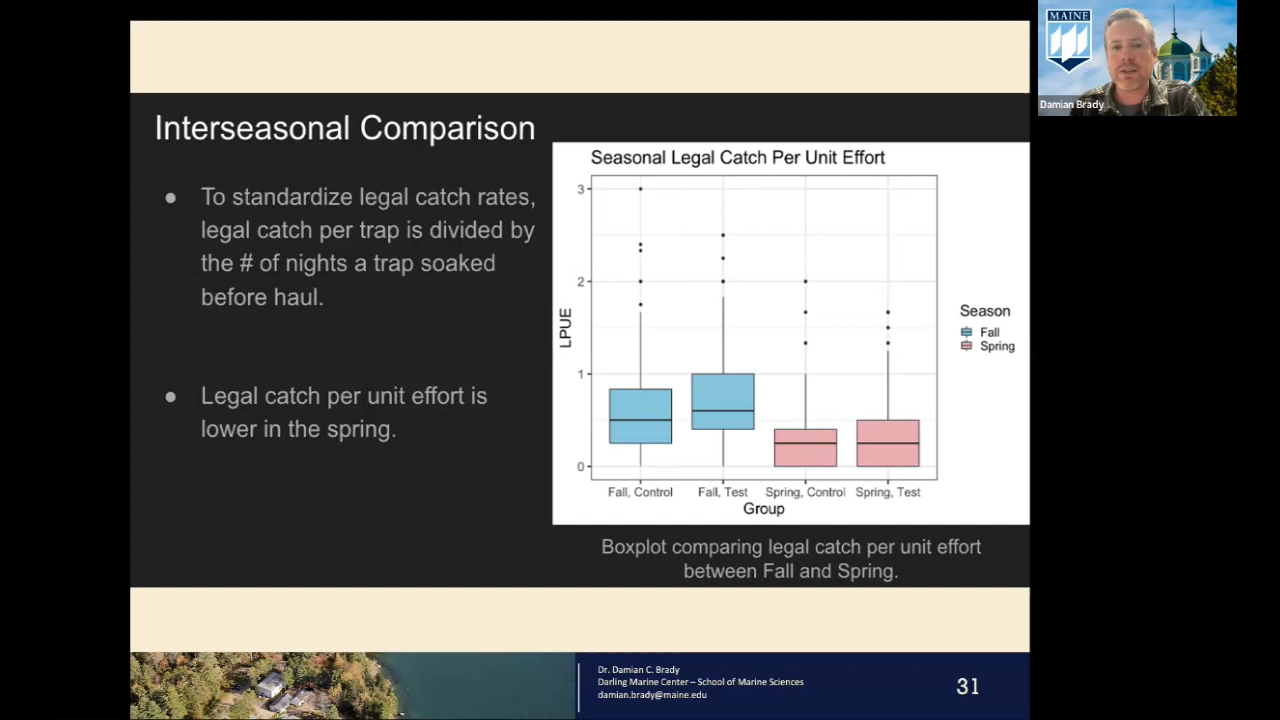 MAINE
Damian Brady
Interseasonal Comparison
● To standardize legal catch rates,
legal catch per trap is divided by
the # of nights a trap soaked
before haul.
● Legal catch per unit effort is
lower in the spring.
Seasonal Legal Catch Per Unit Effort
3
2
1
0
LPUE
Fall, Control
Fall, Test
Spring, Control
Spring, Test
Group
Season
Fall
Spring
Boxplot comparing legal catch per unit effort
between Fall and Spring.
Dr. Damian C. Brady
Darling Marine Center – School of Marine Sciences
damian.brady@maine.edu
31